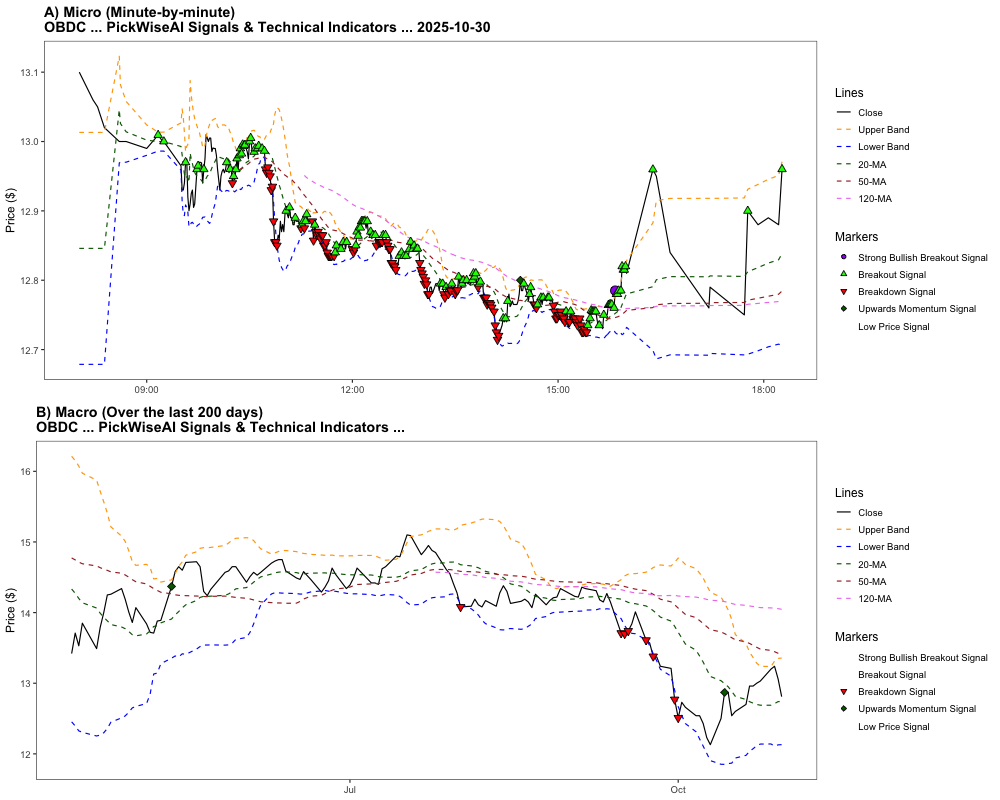 A) Micro (Minute-by-minute)
OBDC ... PickWiseAI Signals & Technical Indicators ... 2025-10-30
Price ($)
13.1
13.0
12.9
12.8
12.7
09:00
12:00
15:00
18:00
Lines
Close
Upper Band
Lower Band
20-MA
50-MA
120-MA
Markers
Strong Bullish Breakout Signal
Breakout Signal
Breakdown Signal
Upwards Momentum Signal
Low Price Signal
B) Macro (Over the last 200 days)
OBDC ... PickWiseAI Signals & Technical Indicators ...
Price ($)
16
15
14
13
12
Jul
Oct
Lines
Close
Upper Band
Lower Band
20-MA
50-MA
120-MA
Markers
Strong Bullish Breakout Signal
Breakout Signal
Breakdown Signal
Upwards Momentum Signal
Low Price Signal